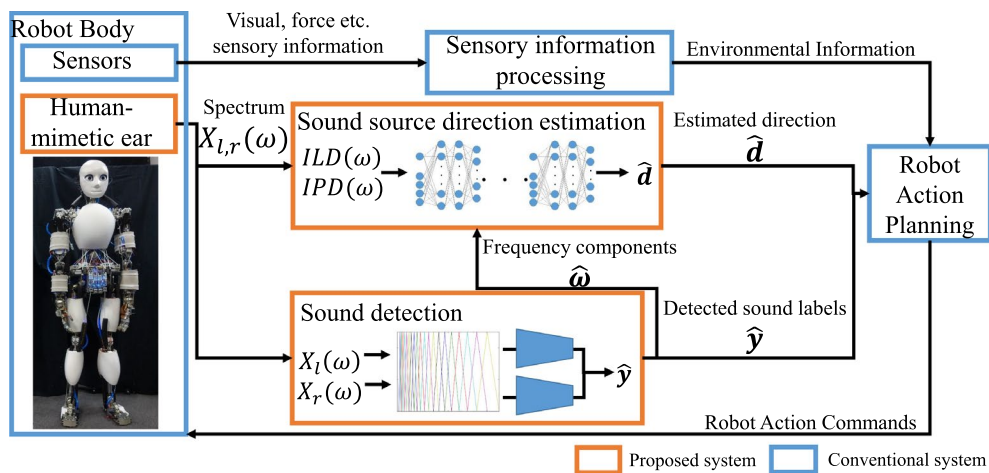 Robot Body
Sensors
Human-
mimetic ear
Visual, force etc.
sensory information
Sensory information
processing
Environmental Information
Spectrum
X_{l,r}(ω)
Sound source direction estimation
ILD(ω)
IPD(ω)
. . .
d̂
Estimated direction
d̂
Robot
Action
Planning
Frequency components
ω̂
Sound detection
X_l(ω)
X_r(ω)
ŷ
Detected sound labels
ŷ
Robot Action Commands
Proposed system
Conventional system